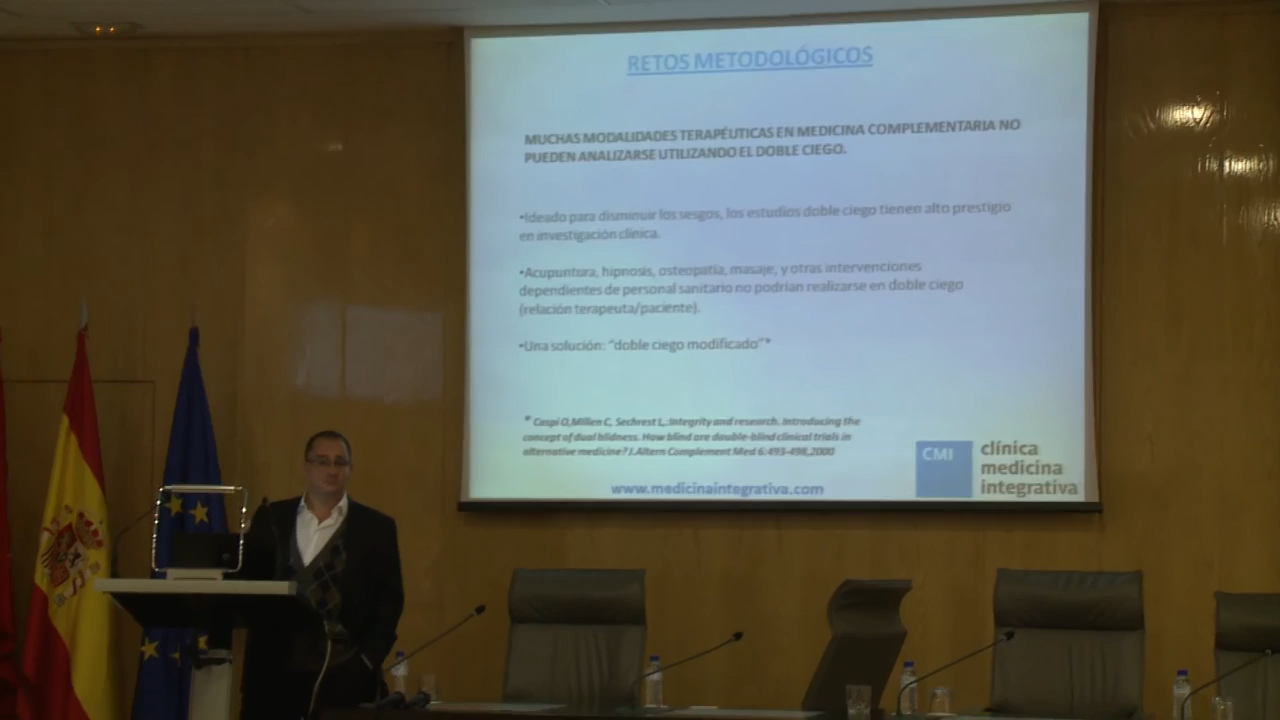 RETOS METODOLÓGICOS
MUCHAS MODALIDADES TERAPÉUTICAS EN MEDICINA COMPLEMENTARIA NO
PUEDEN ANALIZARSE UTILIZANDO EL DOBLE CIEGO.
•Ideado para disminuir los sesgos, los estudios doble ciego tienen alto prestigio
en investigación clínica.
•Acupuntura, hipnosis, osteopatía, masaje, y otras intervenciones
dependientes de personal sanitario no podrían realizarse en doble ciego
(relación terapeuta/paciente).
•Una solución: "doble ciego modificado"*
* Caspi O,Millen C, Sechrest L,.Integrity and research. Introducing the
concept of dual blidness. How blind are double-blind clinical trials in
alternative medicine? J.Altern Complement Med 6:493-498,2000
CMI
clínica
medicina
integrativa
www.medicinaintegrativa.com